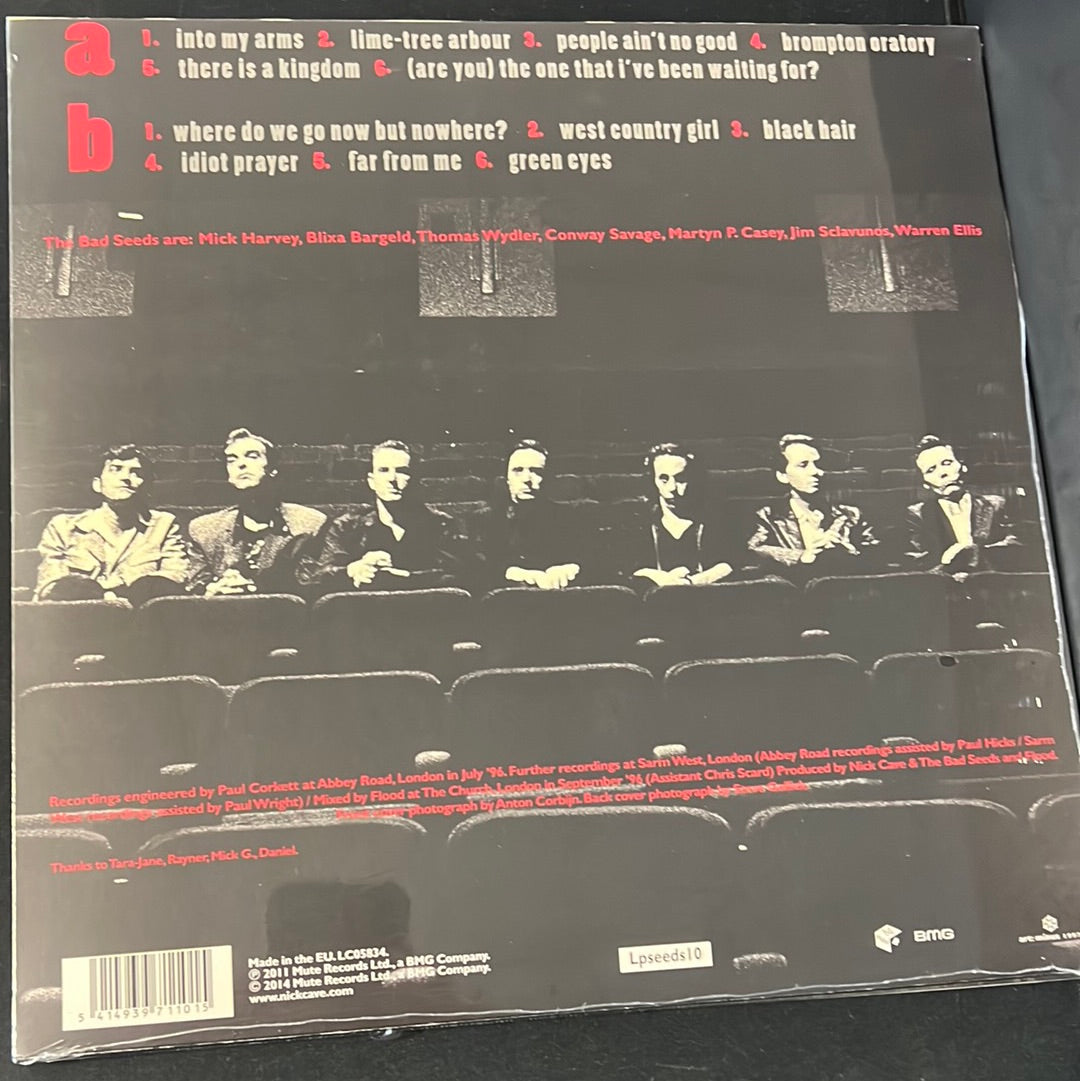 a 1. into my arms 2. lime-tree arbour 3. people ain't no good 4. brompton oratory
5. there is a kingdom 6. (are you) the one that i've been waiting for?
b 1. where do we go now but nowhere? 2. west country girl 3. black hair
4. idiot prayer 5. far from me 6. green eyes
The Bad Seeds are: Mick Harvey, Blixa Bargeld, Thomas Wydler, Conway Savage, Martyn P. Casey, Jim Sclavunos, Warren Ellis
Recordings engineered by Paul Corkett at Abbey Road, London in July '96. Further recordings at Sarm West, London (Abbey Road recordings assisted by Paul Hicks / Sarm
West recordings assisted by Paul Wright) / Mixed by Flood at The Church, London in September '96 (Assistant Chris Scard) Produced by Nick Cave & The Bad Seeds and Flood.
photograph by Anton Corbijn. Back cover photograph by
Thanks to Tara-Jane, Rayner, Mick G., Daniel.
Made in the EU. LC05834.
℗ 2011 Mute Records Ltd., a BMG Company.
© 2014 Mute Records Ltd., a BMG Company.
www.nickcave.com
Lpseeds10
BMG
5 414939 711015